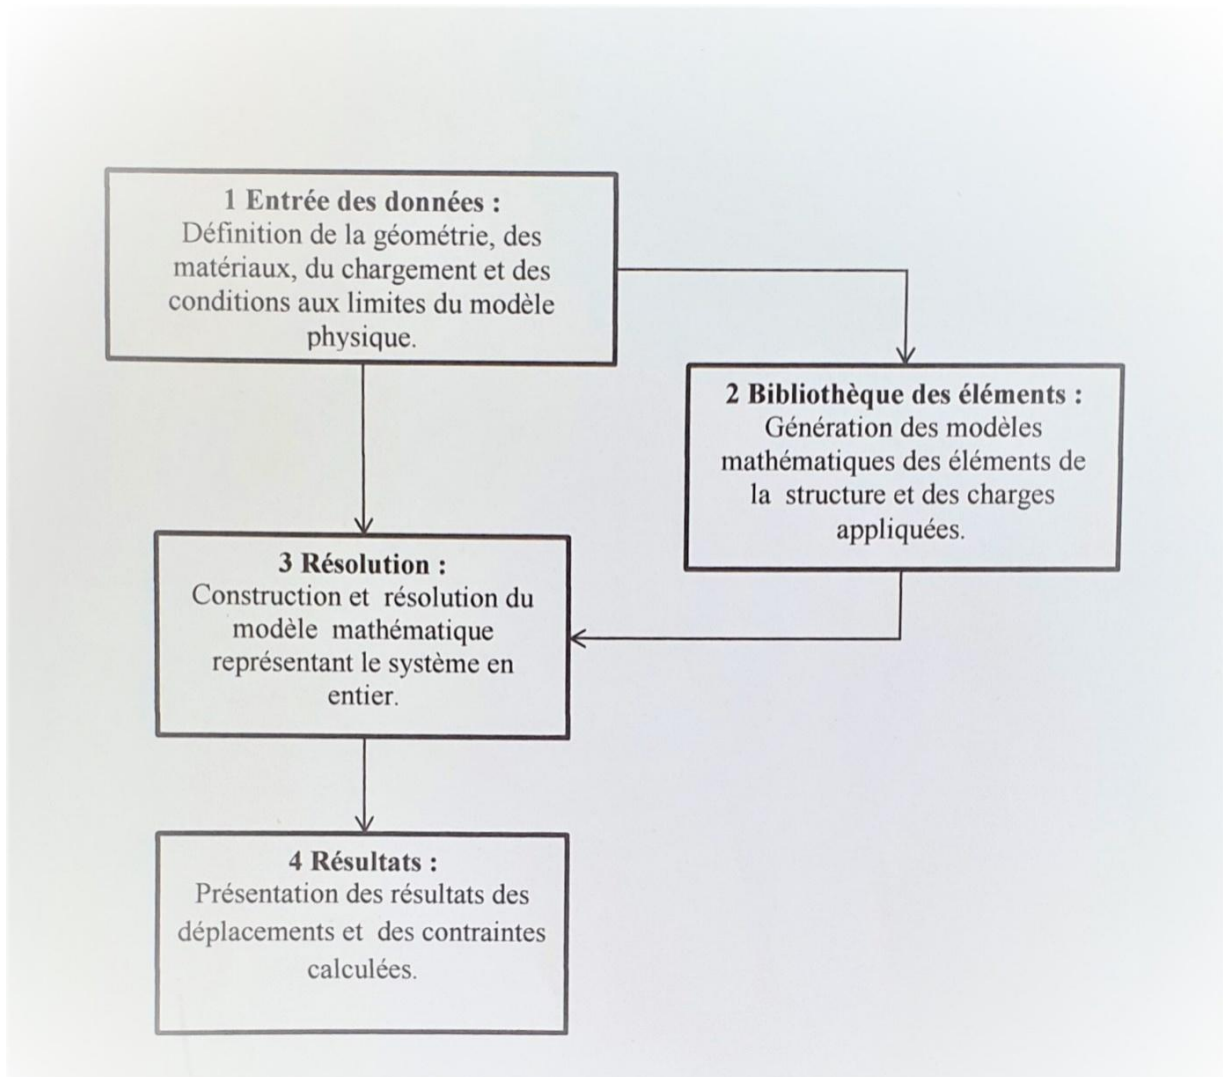 1 Entrée des données :
Définition de la géométrie, des
matériaux, du chargement et des
conditions aux limites du modèle
physique.
2 Bibliothèque des éléments :
Génération des modèles
mathématiques des éléments de
la structure et des charges
appliquées.
3 Résolution :
Construction et résolution du
modèle mathématique
représentant le système en
entier.
4 Résultats :
Présentation des résultats des
déplacements et des contraintes
calculées.